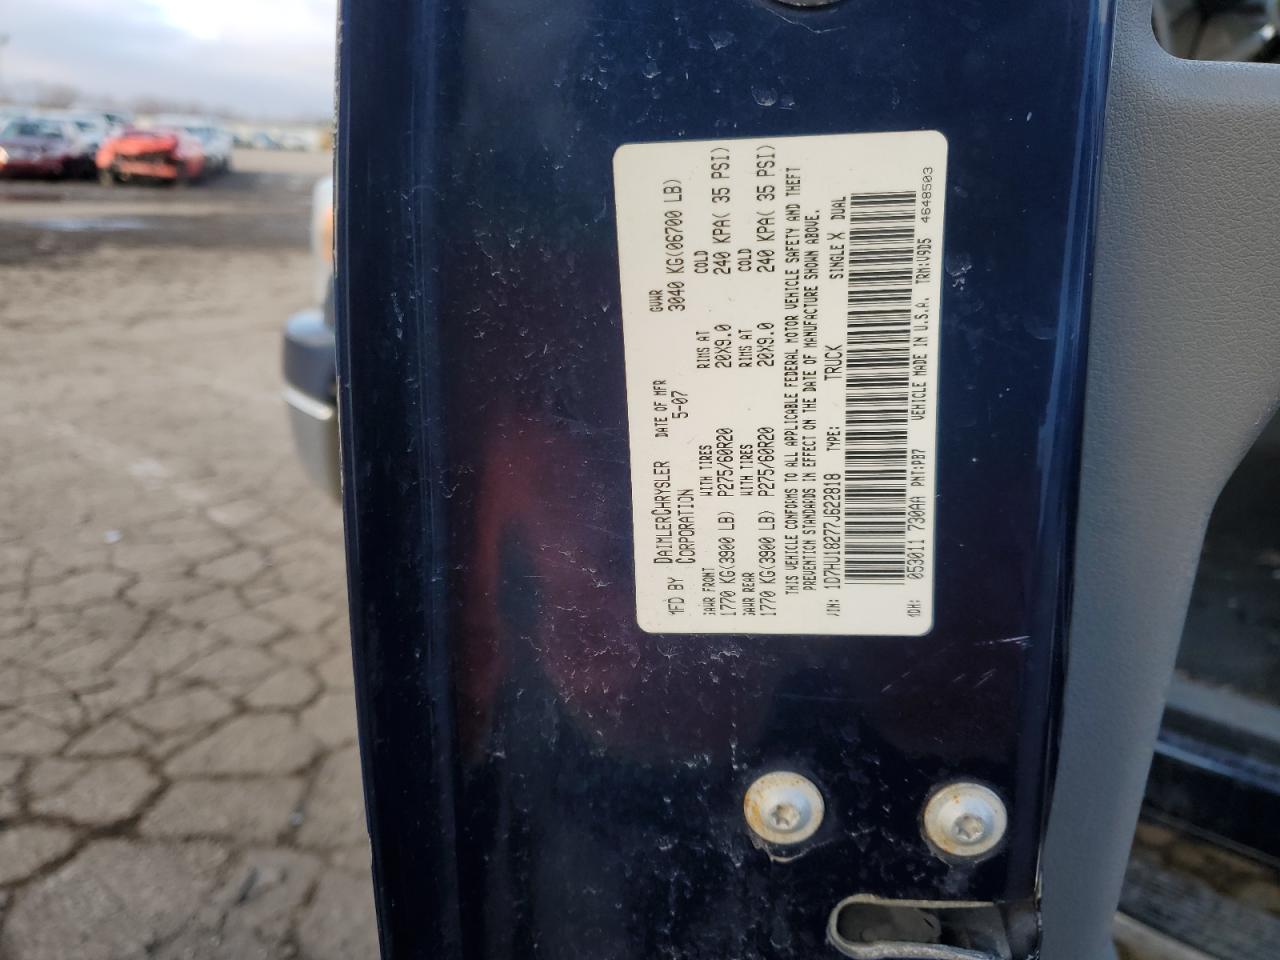 MFD BY DAIMLERCHRYSLER CORPORATION DATE OF MFR 5-07 GVWR 3040 KG(06700 LB)
GAWR FRONT WITH TIRES RIMS AT COLD
1770 KG(3900 LB) P275/60R20 20X9.0 240 KPA( 35 PSI)
GAWR REAR WITH TIRES RIMS AT COLD
1770 KG(3900 LB) P275/60R20 20X9.0 240 KPA( 35 PSI)
THIS VEHICLE CONFORMS TO ALL APPLICABLE FEDERAL MOTOR VEHICLE SAFETY AND THEFT
PREVENTION STANDARDS IN EFFECT ON THE DATE OF MANUFACTURE SHOWN ABOVE.
VIN: 1D7HU18277J622818 TYPE: TRUCK SINGLE X DUAL
MDH: 053011 730AA PNT:PB7 VEHICLE MADE IN U.S.A. TRM:V9D5 4648503